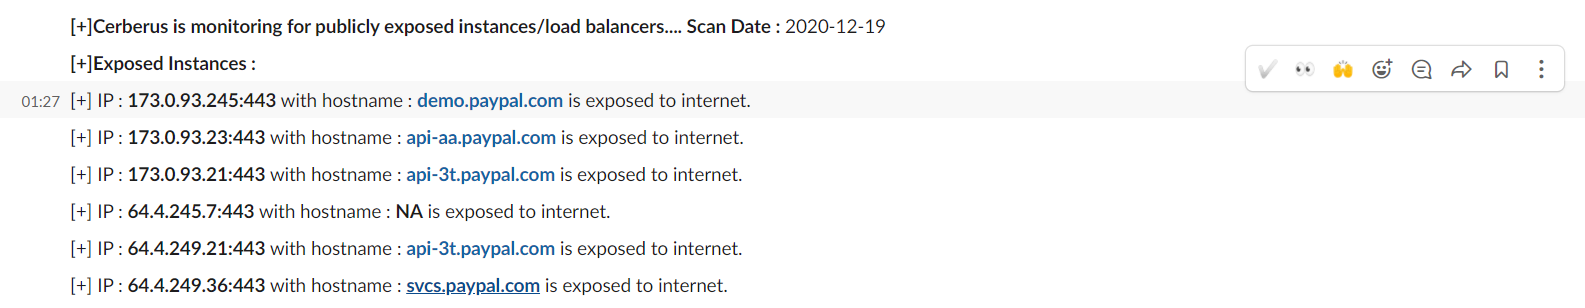 [+]Cerberus is monitoring for publicly exposed instances/load balancers.... Scan Date : 2020-12-19
[+]Exposed Instances :
01:27 [+] IP : 173.0.93.245:443 with hostname : demo.paypal.com is exposed to internet.
[+] IP : 173.0.93.23:443 with hostname : api-aa.paypal.com is exposed to internet.
[+] IP : 173.0.93.21:443 with hostname : api-3t.paypal.com is exposed to internet.
[+] IP : 64.4.245.7:443 with hostname : NA is exposed to internet.
[+] IP : 64.4.249.21:443 with hostname : api-3t.paypal.com is exposed to internet.
[+] IP : 64.4.249.36:443 with hostname : svcs.paypal.com is exposed to internet.